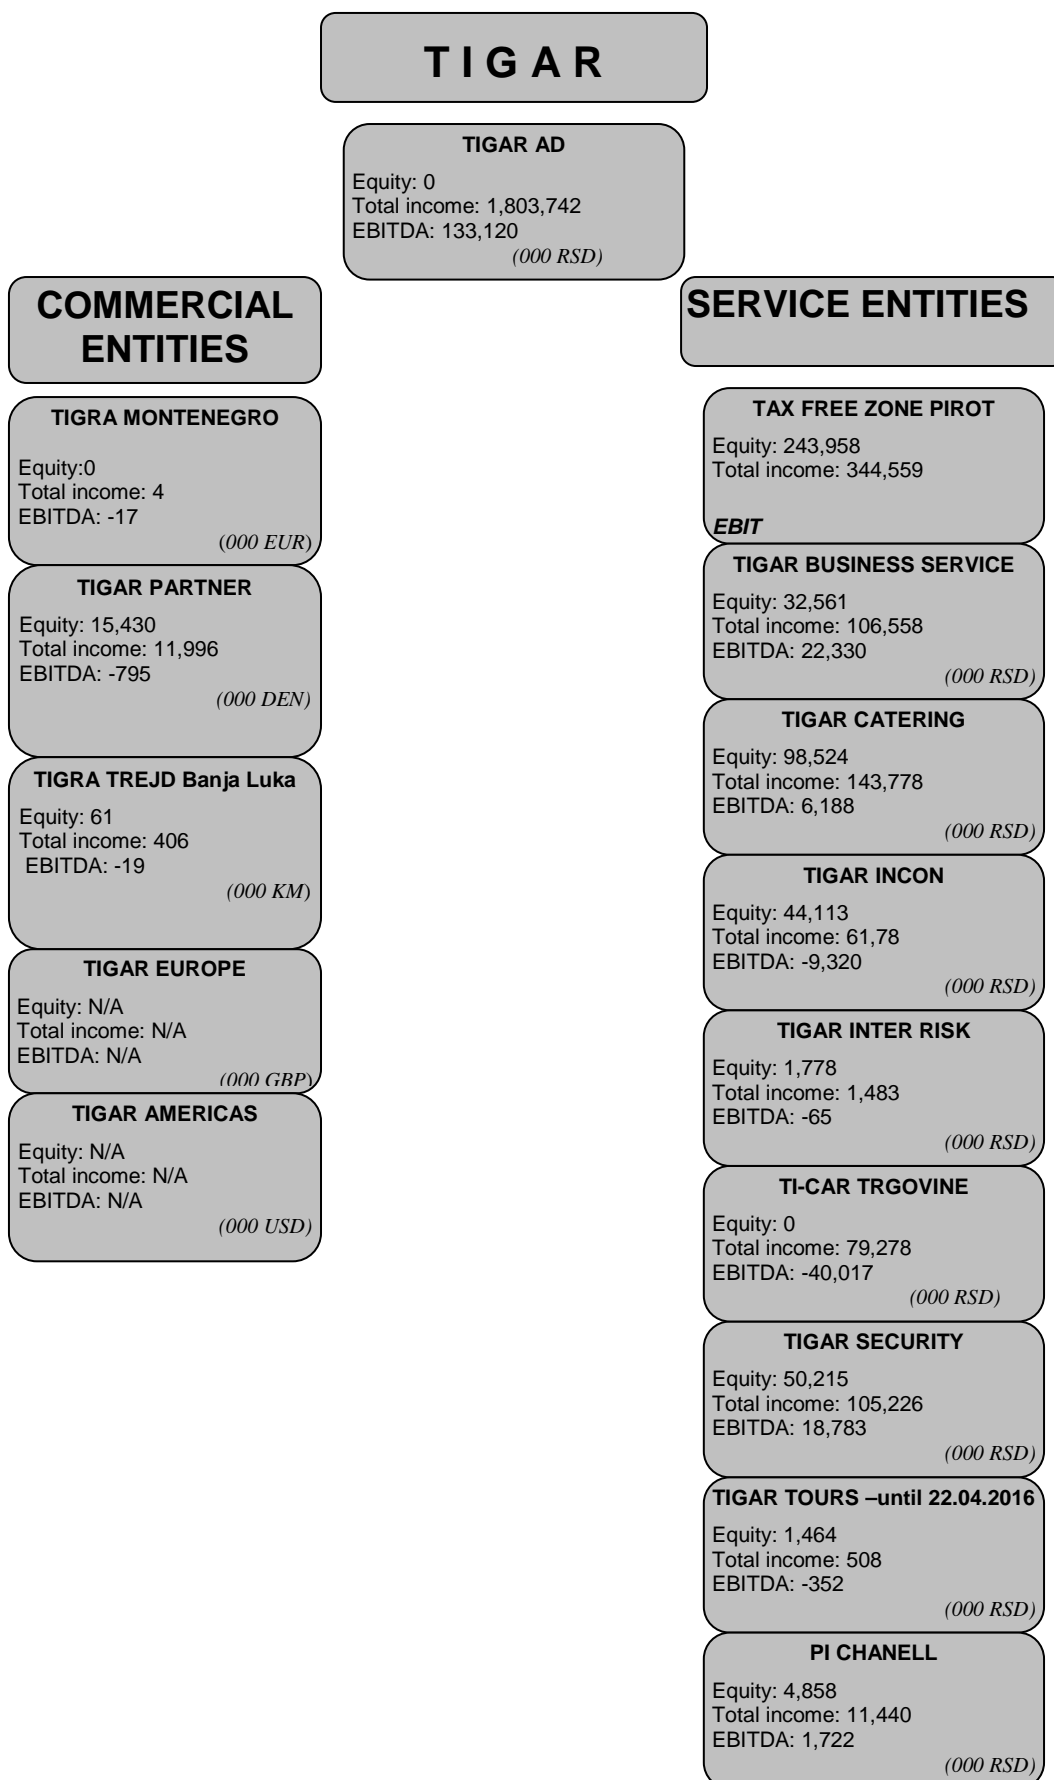 T I G A R
TIGAR AD
Equity: 0
Total income: 1,803,742
EBITDA: 133,120
(000 RSD)
COMMERCIAL
ENTITIES
TIGRA MONTENEGRO
Equity:0
Total income: 4
EBITDA: -17
(000 EUR)
TIGAR PARTNER
Equity: 15,430
Total income: 11,996
EBITDA: -795
(000 DEN)
TIGRA TREJD Banja Luka
Equity: 61
Total income: 406
EBITDA: -19
(000 KM)
TIGAR EUROPE
Equity: N/A
Total income: N/A
EBITDA: N/A
(000 GBP)
TIGAR AMERICAS
Equity: N/A
Total income: N/A
EBITDA: N/A
(000 USD)
SERVICE ENTITIES
TAX FREE ZONE PIROT
Equity: 243,958
Total income: 344,559
EBIT
TIGAR BUSINESS SERVICE
Equity: 32,561
Total income: 106,558
EBITDA: 22,330
(000 RSD)
TIGAR CATERING
Equity: 98,524
Total income: 143,778
EBITDA: 6,188
(000 RSD)
TIGAR INCON
Equity: 44,113
Total income: 61,78
EBITDA: -9,320
(000 RSD)
TIGAR INTER RISK
Equity: 1,778
Total income: 1,483
EBITDA: -65
(000 RSD)
TI-CAR TRGOVINE
Equity: 0
Total income: 79,278
EBITDA: -40,017
(000 RSD)
TIGAR SECURITY
Equity: 50,215
Total income: 105,226
EBITDA: 18,783
(000 RSD)
TIGAR TOURS –until 22.04.2016
Equity: 1,464
Total income: 508
EBITDA: -352
(000 RSD)
PI CHANELL
Equity: 4,858
Total income: 11,440
EBITDA: 1,722
(000 RSD)